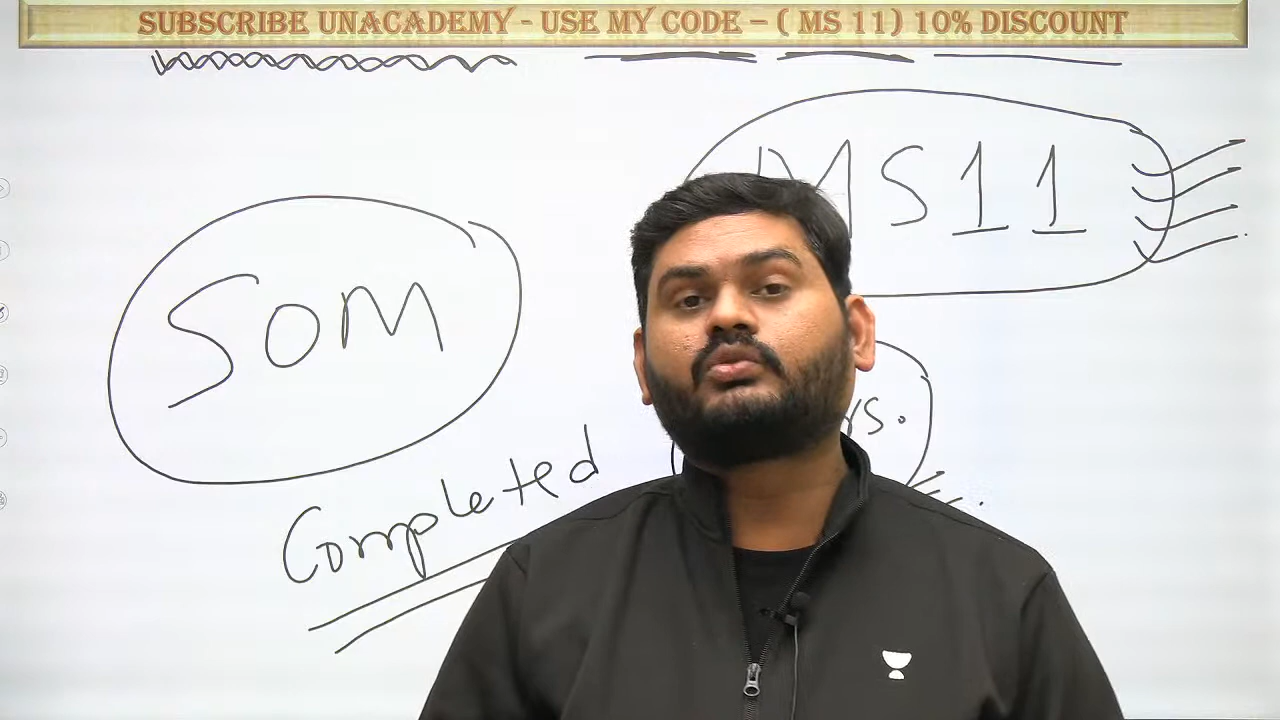 SUBSCRIBE UNACADEMY - USE MY CODE – ( MS 11) 10% DISCOUNT
MS11
SOM
Completed